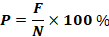 P = F/N × 100 %